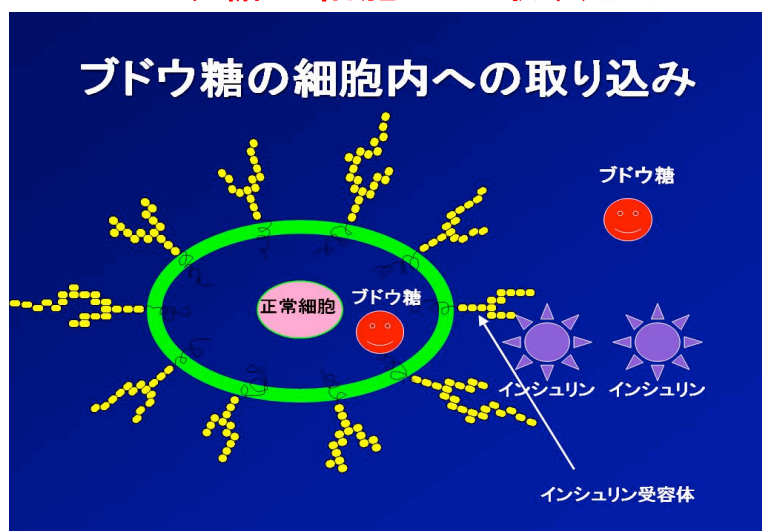 ブドウ糖の細胞内への取り込み
ブドウ糖
正常細胞
ブドウ糖
インシュリン
インシュリン
インシュリン受容体